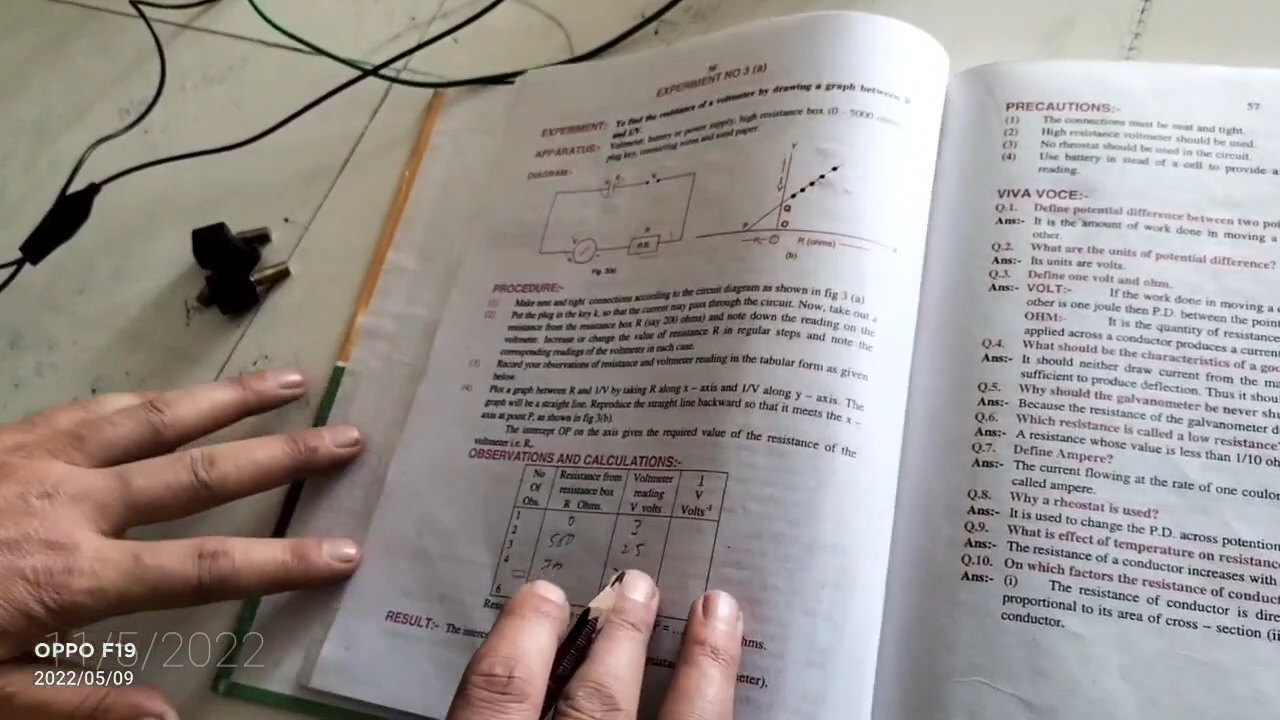 EXPERIMENT NO 3 (a)
EXPERIMENT: To find the resistance of a voltmeter by drawing a graph between R
and 1/V.
APPARATUS:- Voltmeter, battery or power supply, high resistance box (0 - 5000 ohms)
plug key, connecting wires and sand paper.
DIAGRAM:-
R (ohms)
(b)
Fig. 3(a)
PROCEDURE:-
(1) Make neat and tight connections according to the circuit diagram as shown in fig 3 (a)
(2) Put the plug in the key k, so that the current may pass through the circuit. Now, take out a
resistance from the resistance box R (say 200 ohms) and note down the reading on the
voltmeter. Increase or change the value of resistance R in regular steps and note the
corresponding readings of the voltmeter in each case.
(3) Record your observations of resistance and voltmeter reading in the tabular form as given
below.
(4) Plot a graph between R and 1/V by taking R along x – axis and 1/V along y – axis. The
graph will be a straight line. Reproduce the straight line backward so that it meets the x –
axis at point P, as shown in fig 3(b).
The intercept OP on the axis gives the required value of the resistance of the
voltmeter i.e. Rv
OBSERVATIONS AND CALCULATIONS:-
No Of Obs. Resistance from resistance box R Ohms. Voltmeter reading V volts 1 V Volts-1
1 0 3
2 500 2.5
3
4
6
RESULT:- The
hms.
57
PRECAUTIONS:-
(1) The connections must be neat and tight.
(2) High resistance voltmeter should be used.
(3) No rheostat should be used in the circuit.
(4) Use battery in stead of a cell to provide a
reading.
VIVA VOCE:-
Q.1. Define potential difference between two
Ans:- It is the amount of work done in moving a
other.
Q.2. What are the units of potential difference?
Ans:- Its units are volts.
Q.3. Define one volt and ohm.
Ans:- VOLT:- If the work done in moving a
other is one joule then P.D. between the
OHM:- It is the quantity of resistance
applied across a conductor produces a
Q.4. What should be the characteristics of a
Ans:- It should neither draw current from the
sufficient to produce deflection. Thus it
Q.5. Why should the galvanometer be never
Ans:- Because the resistance of the galvanometer
Q.6. Which resistance is called a low
Ans:- A resistance whose value is less than 1/10
Q.7. Define Ampere?
Ans:- The current flowing at the rate of one
called ampere.
Q.8. Why a rheostat is used?
Ans:- It is used to change the P.D. across
Q.9. What is effect of temperature on
Ans:- The resistance of a conductor increases with
Q.10. On which factors the resistance of
Ans:- (i) The resistance of conductor is
proportional to its area of cross – section
conductor.
11/5/2022
OPPO F19
2022/05/09